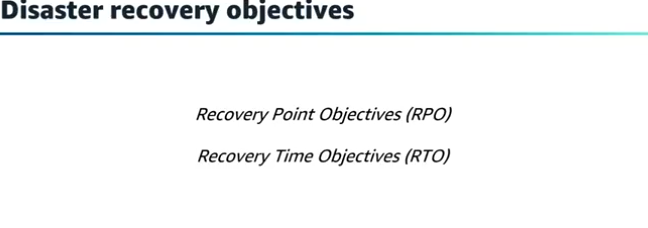 Disaster recovery objectives
Recovery Point Objectives (RPO)
Recovery Time Objectives (RTO)